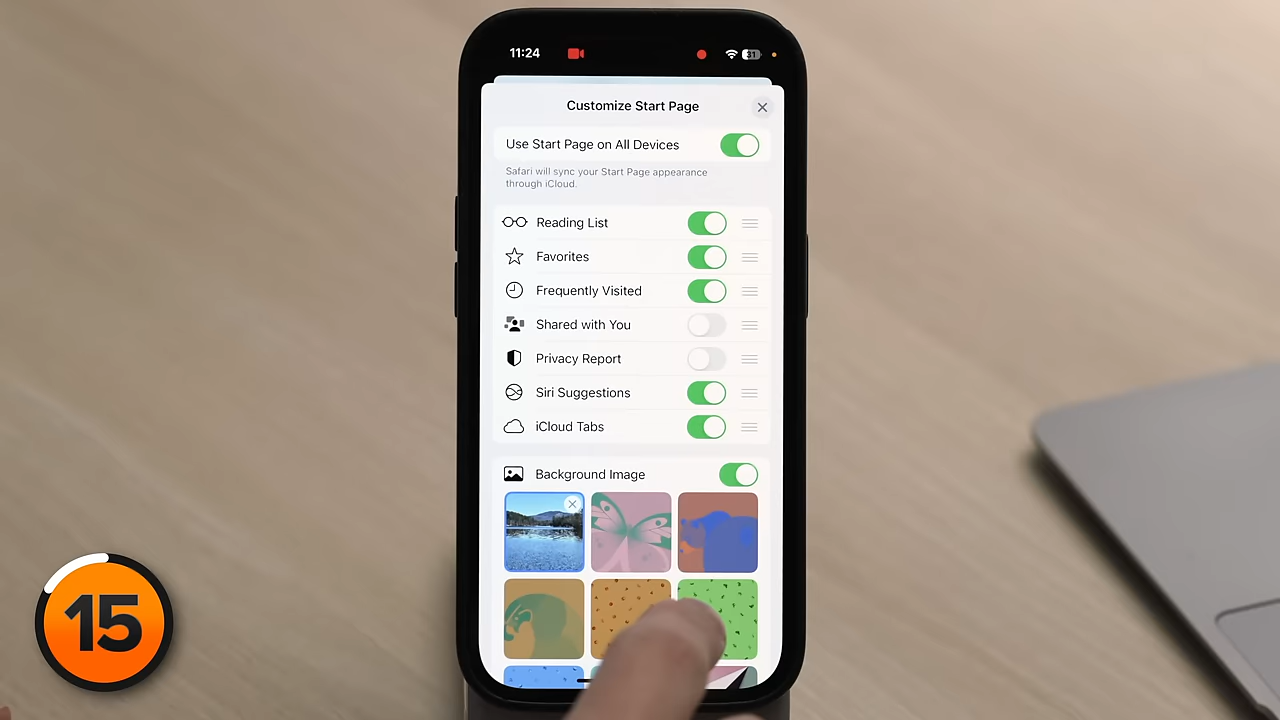 11:24
31
Customize Start Page
Use Start Page on All Devices
Safari will sync your Start Page appearance
through iCloud.
Reading List
Favorites
Frequently Visited
Shared with You
Privacy Report
Siri Suggestions
iCloud Tabs
Background Image
15